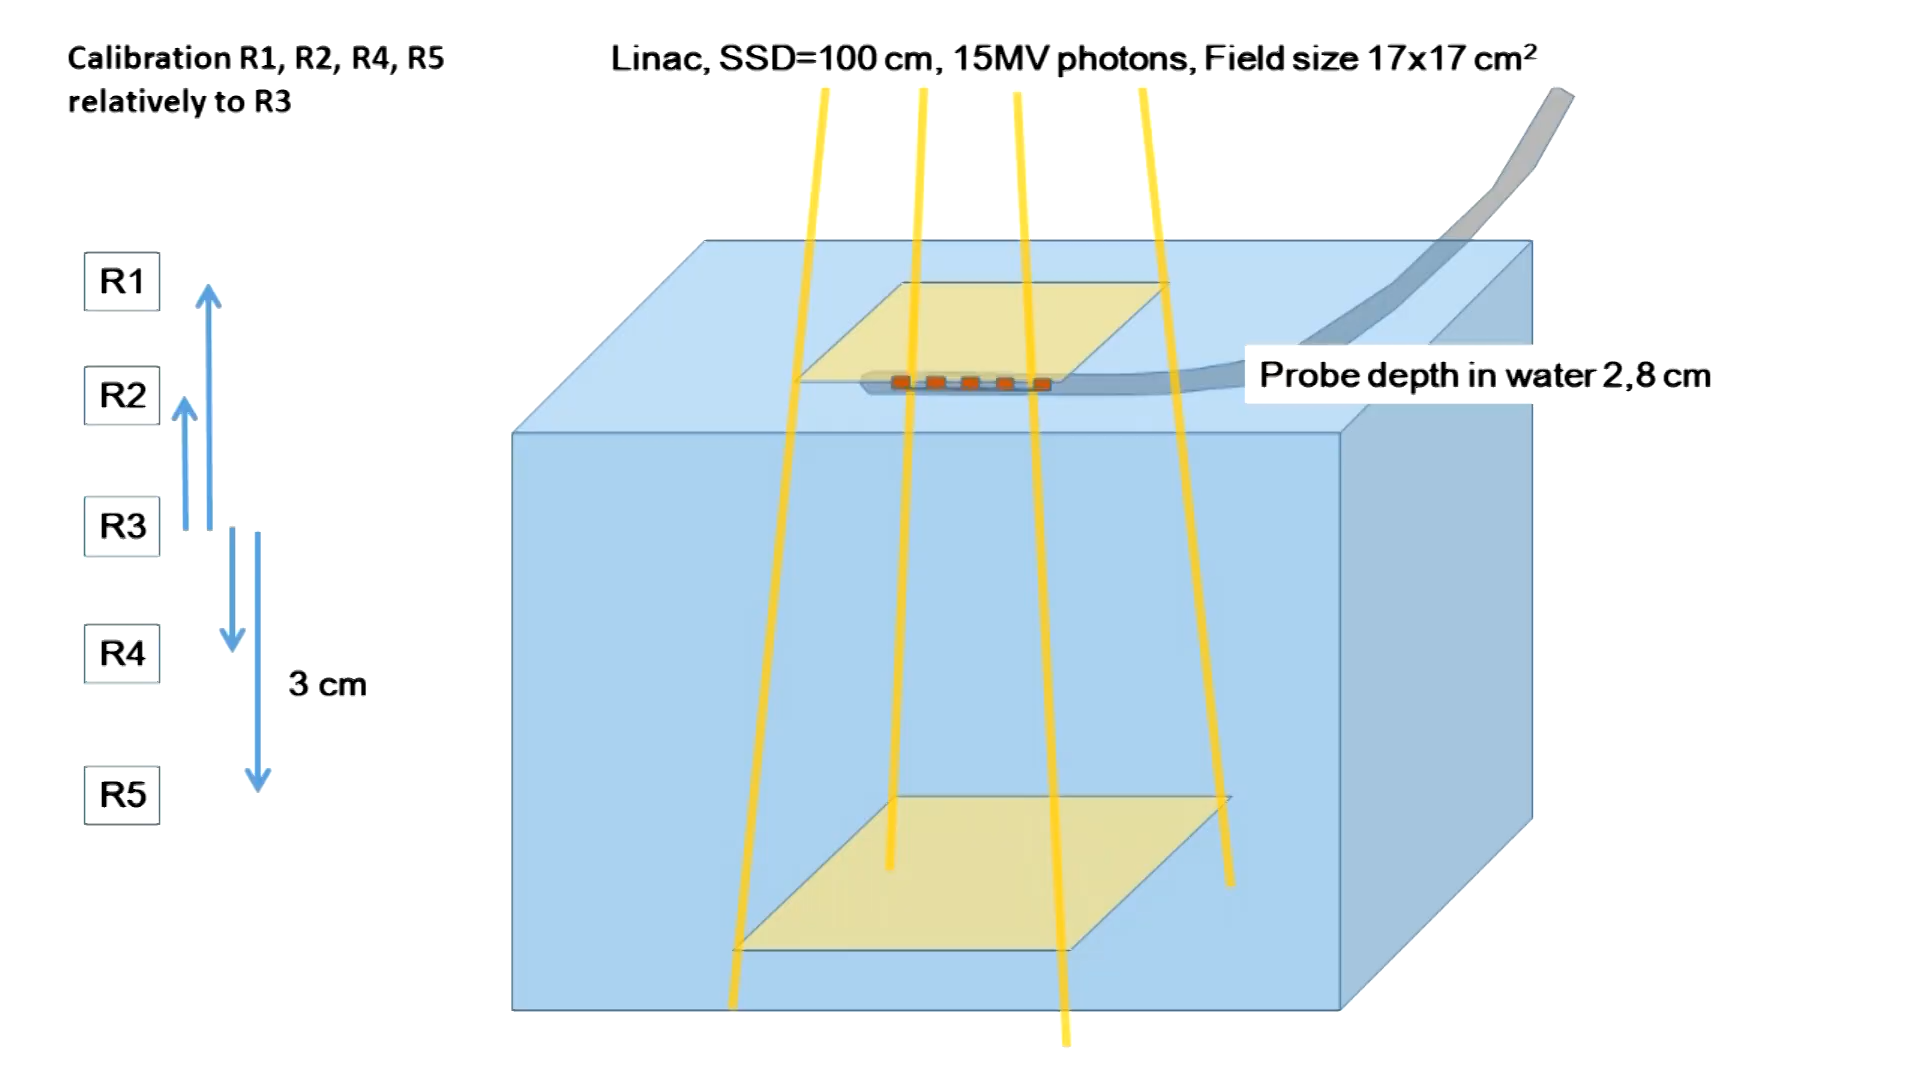 Calibration R1, R2, R4, R5
relatively to R3
Linac, SSD=100 cm, 15MV photons, Field size 17x17 cm²
R1
R2
Probe depth in water 2,8 cm
R3
R4
3 cm
R5